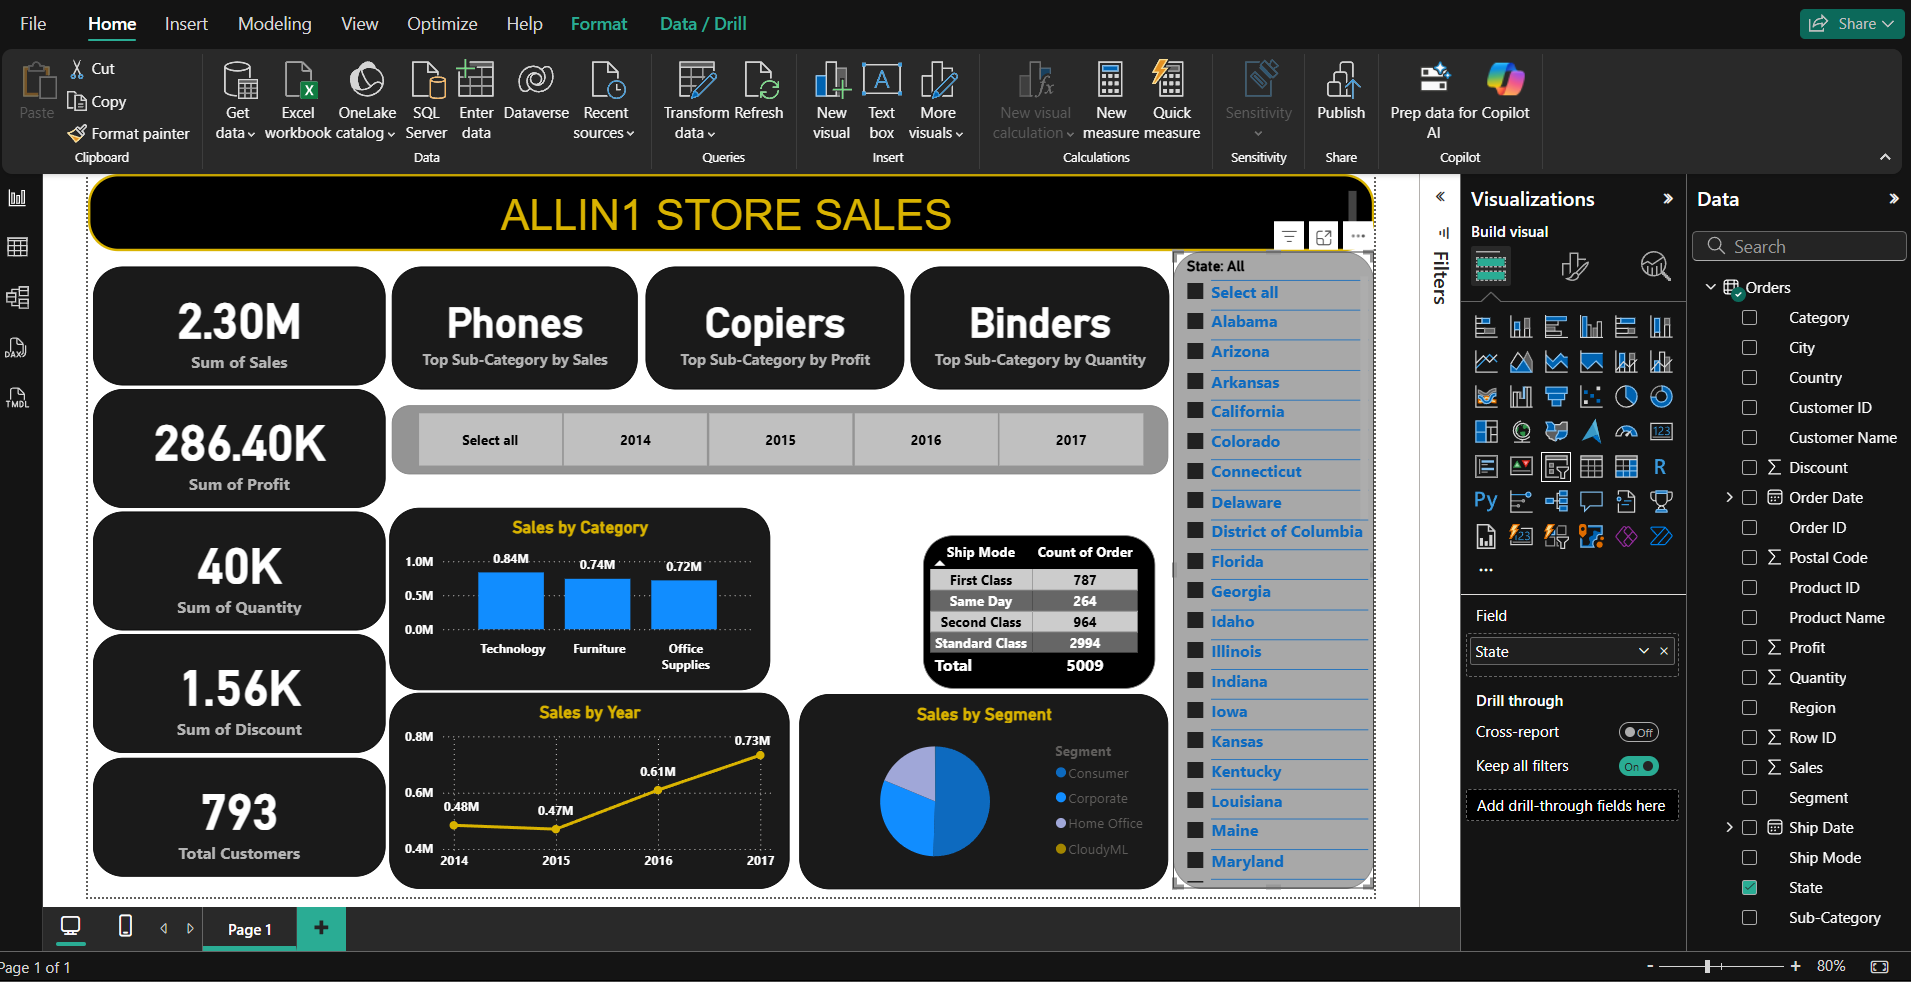 File Home Insert Modeling View Optimize Help Format Data / Drill Share
Paste
Cut
Copy
Format painter
Clipboard
Get data
Excel workbook
OneLake catalog
SQL Server
Enter data
Dataverse
Recent sources
Data
Transform data
Refresh
Queries
New visual
Text box
More visuals
Insert
New visual calculation
New measure
Quick measure
Calculations
Sensitivity
Sensitivity
Publish
Share
Prep data for AI
Copilot
Copilot
DAX
TMDL
ALLIN1 STORE SALES
2.30M
Sum of Sales
286.40K
Sum of Profit
40K
Sum of Quantity
1.56K
Sum of Discount
793
Total Customers
Phones
Top Sub-Category by Sales
Copiers
Top Sub-Category by Profit
Binders
Top Sub-Category by Quantity
Select all 2014 2015 2016 2017
Sales by Category
1.0M
0.5M
0.0M
0.84M 0.74M 0.72M
Technology Furniture Office
Supplies
Ship Mode Count of Order
First Class 787
Same Day 264
Second Class 964
Standard Class 2994
Total 5009
Sales by Year
0.8M
0.6M
0.4M
0.48M 0.47M 0.61M 0.73M
2014 2015 2016 2017
Sales by Segment
Segment
Consumer
Corporate
Home Office
CloudyML
State: All
Select all
Alabama
Arizona
Arkansas
California
Colorado
Connecticut
Delaware
District of Columbia
Florida
Georgia
Idaho
Illinois
Indiana
Iowa
Kansas
Kentucky
Louisiana
Maine
Maryland
Filters
Visualizations
Build visual
123
R
Py
123
Field
State
Drill through
Cross-report Off
Keep all filters On
Add drill-through fields here
Data
Search
Orders
Category
City
Country
Customer ID
Customer Name
Discount
Order Date
Order ID
Postal Code
Product ID
Product Name
Profit
Quantity
Region
Row ID
Sales
Segment
Ship Date
Ship Mode
State
Sub-Category
Page 1
Page 1 of 1
80%